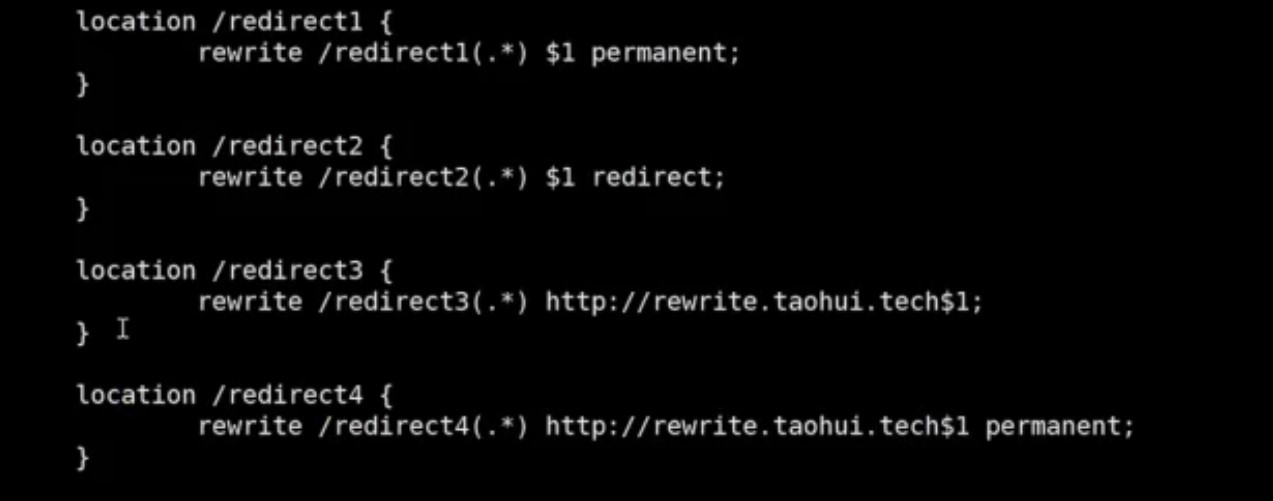 location /redirect1 {
rewrite /redirect1(.*) $1 permanent;
}
location /redirect2 {
rewrite /redirect2(.*) $1 redirect;
}
location /redirect3 {
rewrite /redirect3(.*) http://rewrite.taohui.tech$1;
}
location /redirect4 {
rewrite /redirect4(.*) http://rewrite.taohui.tech$1 permanent;
}